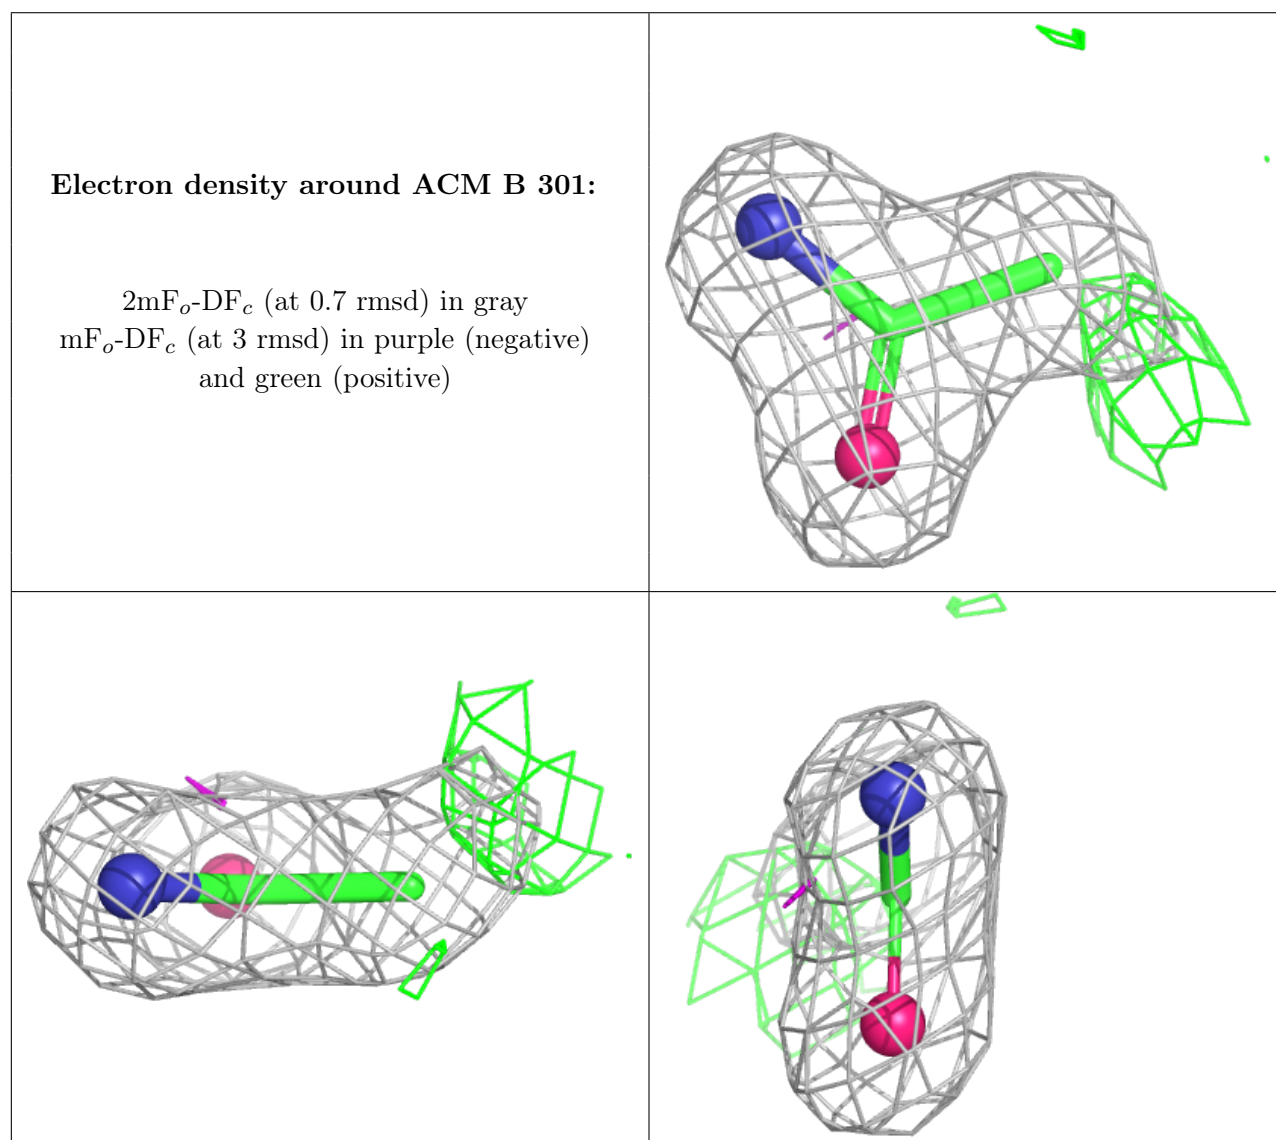 Electron density around ACM B 301:
2mFo-DFc (at 0.7 rmsd) in gray
mFo-DFc (at 3 rmsd) in purple (negative)
and green (positive)